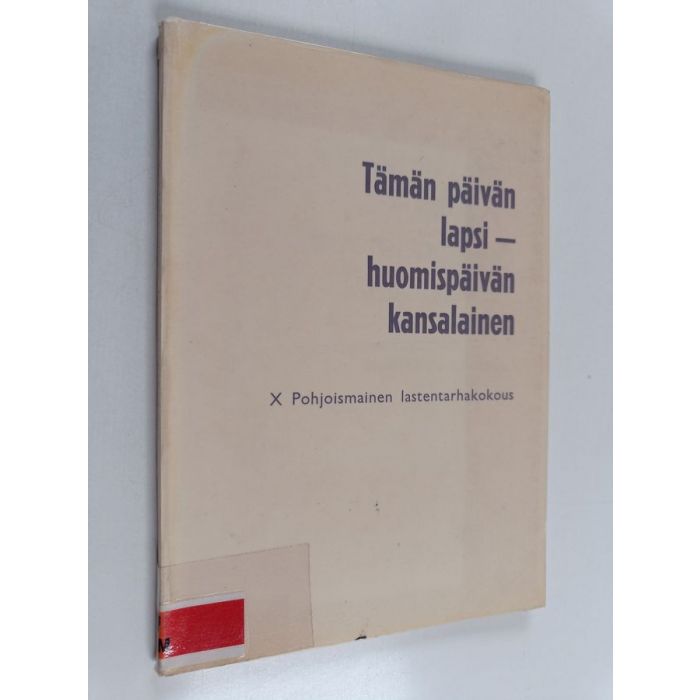 Tämän päivän
lapsi —
huomispäivän
kansalainen
X Pohjoismainen lastentarhakokous